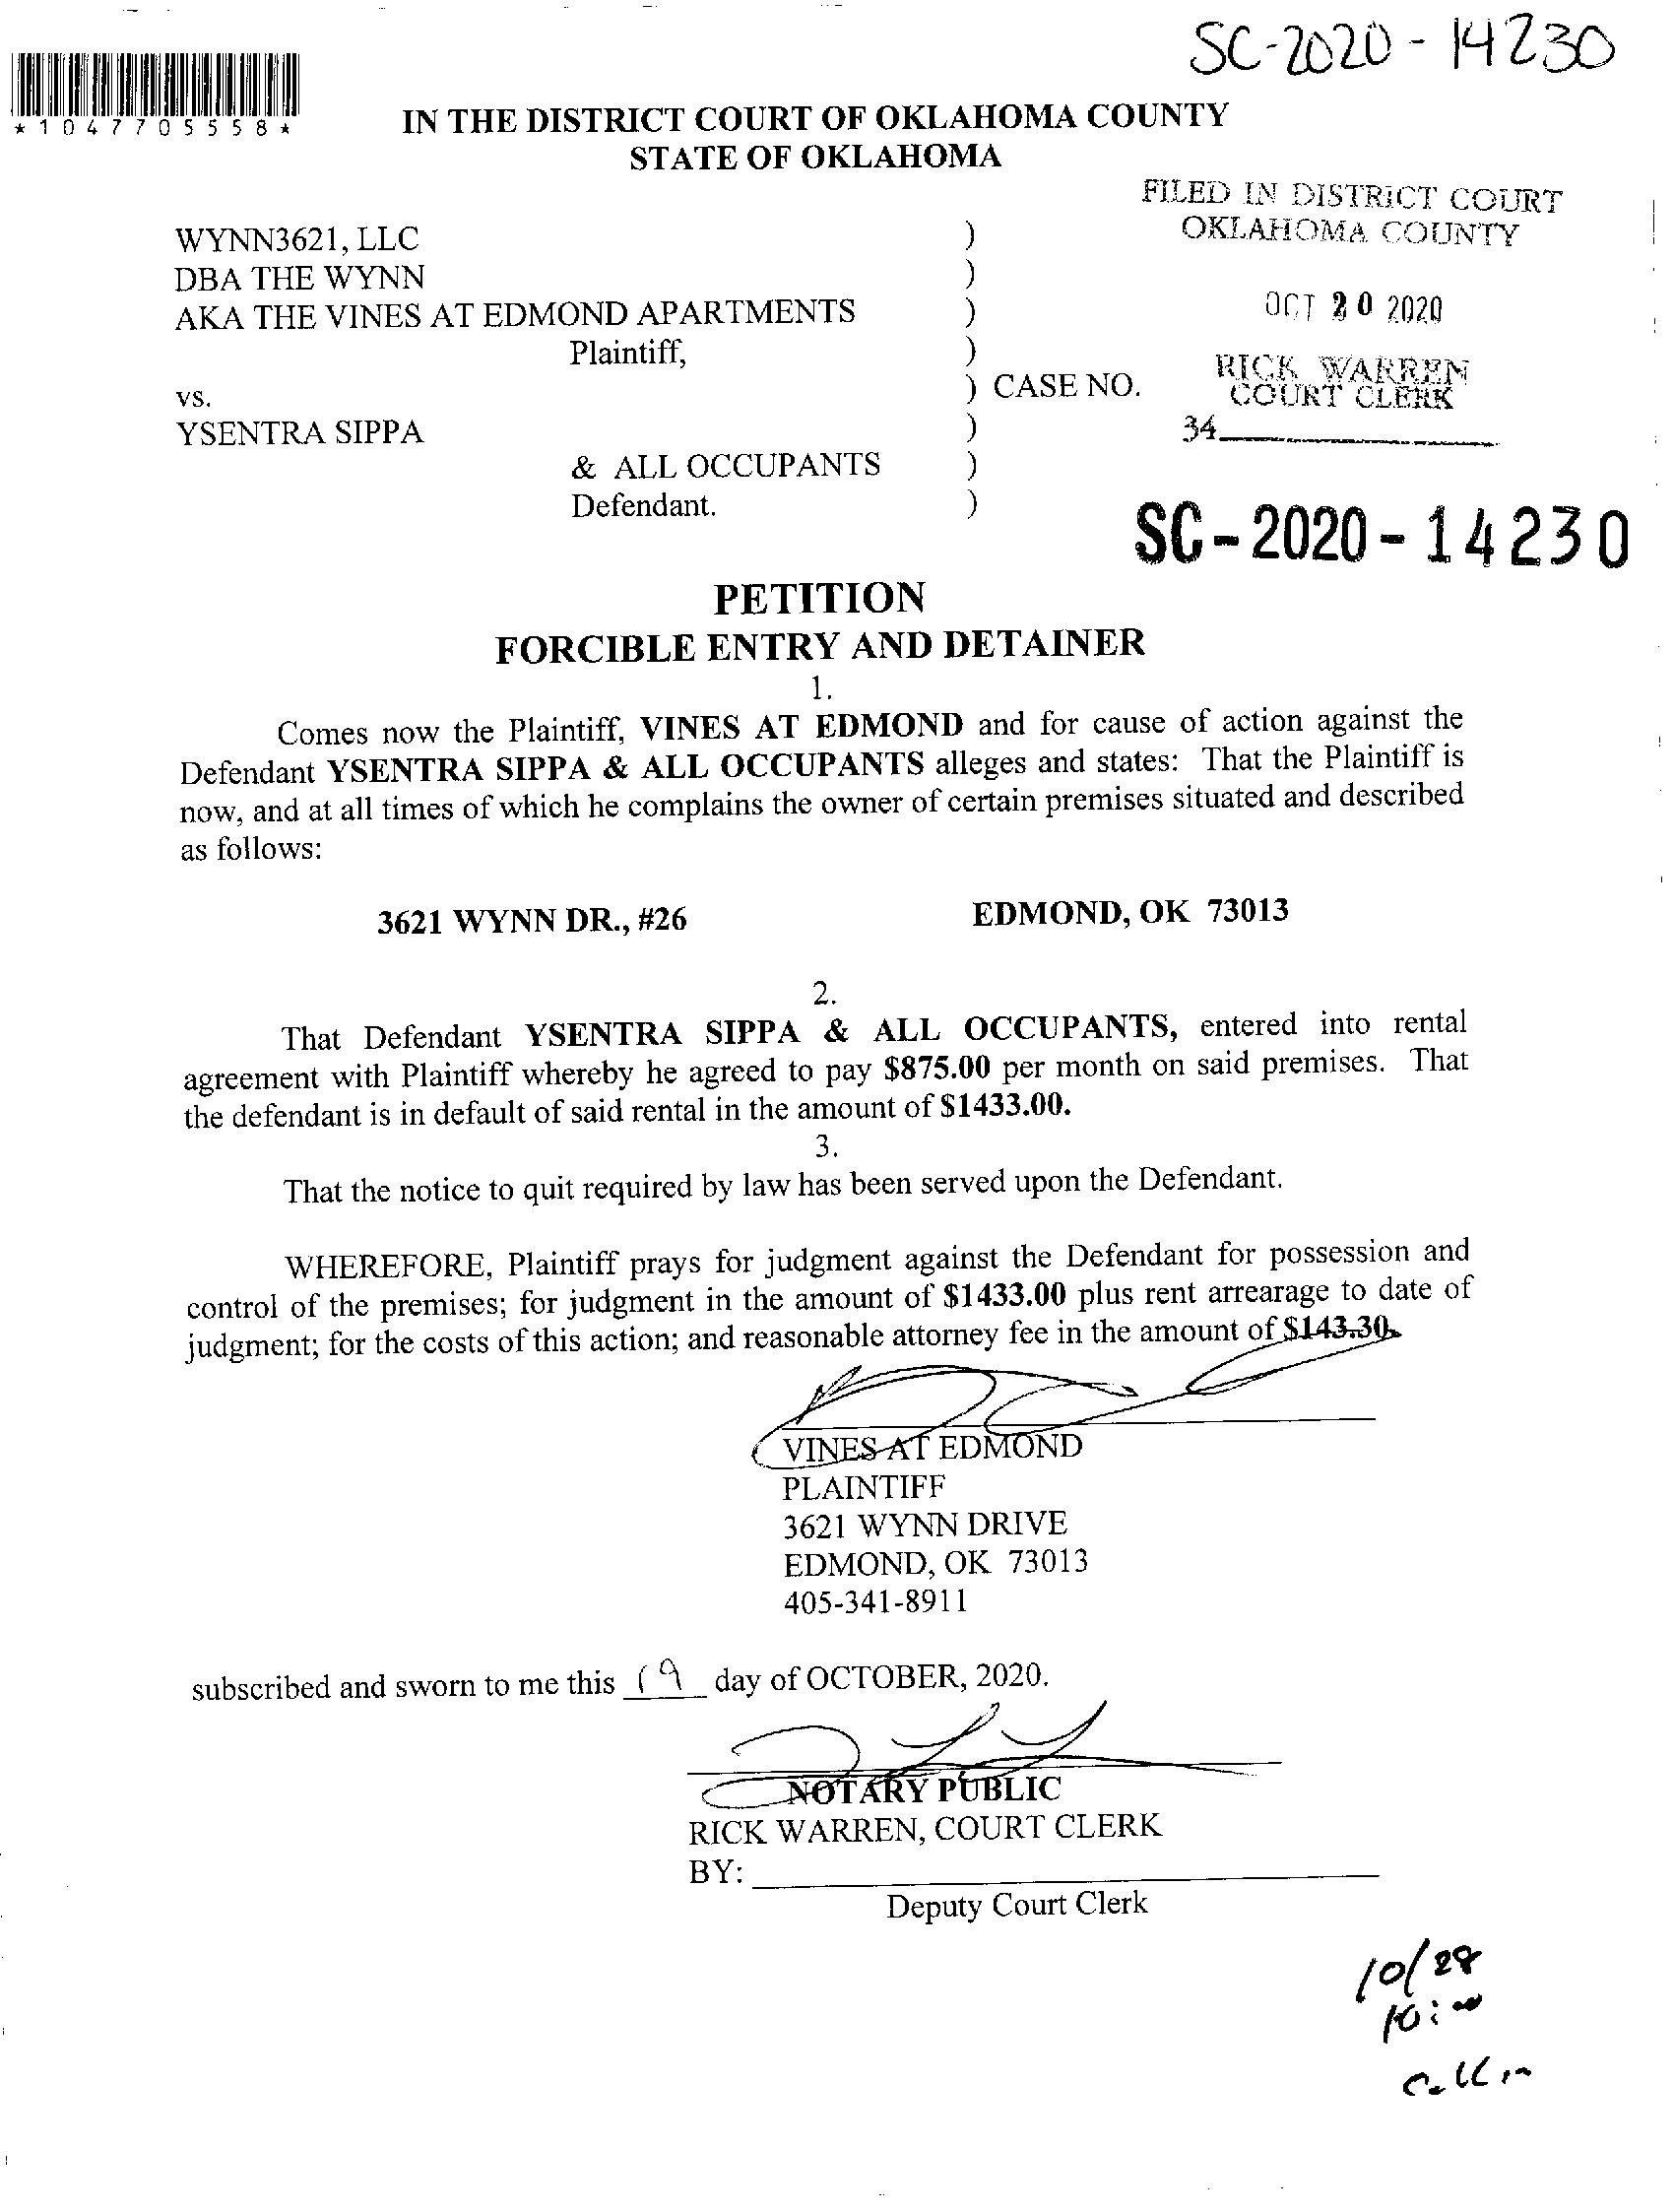 SC-2020-14230
*1047705558*
IN THE DISTRICT COURT OF OKLAHOMA COUNTY
STATE OF OKLAHOMA
FILED IN DISTRICT COURT
OKLAHOMA COUNTY
WYNN3621, LLC )
DBA THE WYNN )
AKA THE VINES AT EDMOND APARTMENTS )
OCT 20 2020
Plaintiff, )
RICK WARREN
COURT CLERK
vs. ) CASE NO.
YSENTRA SIPPA )
34
& ALL OCCUPANTS )
Defendant. )
SC-2020-14230
PETITION
FORCIBLE ENTRY AND DETAINER
1.
Comes now the Plaintiff, VINES AT EDMOND and for cause of action against the
Defendant YSENTRA SIPPA & ALL OCCUPANTS alleges and states: That the Plaintiff is
now, and at all times of which he complains the owner of certain premises situated and described
as follows:
3621 WYNN DR., #26 EDMOND, OK 73013
2.
That Defendant YSENTRA SIPPA & ALL OCCUPANTS, entered into rental
agreement with Plaintiff whereby he agreed to pay $875.00 per month on said premises. That
the defendant is in default of said rental in the amount of $1433.00.
3.
That the notice to quit required by law has been served upon the Defendant.
WHEREFORE, Plaintiff prays for judgment against the Defendant for possession and
control of the premises; for judgment in the amount of $1433.00 plus rent arrearage to date of
judgment; for the costs of this action; and reasonable attorney fee in the amount of $143.30.
VINES AT EDMOND
PLAINTIFF
3621 WYNN DRIVE
EDMOND, OK 73013
405-341-8911
subscribed and sworn to me this 19 day of OCTOBER, 2020.
NOTARY PUBLIC
RICK WARREN, COURT CLERK
BY:
Deputy Court Clerk
10/28
10:00